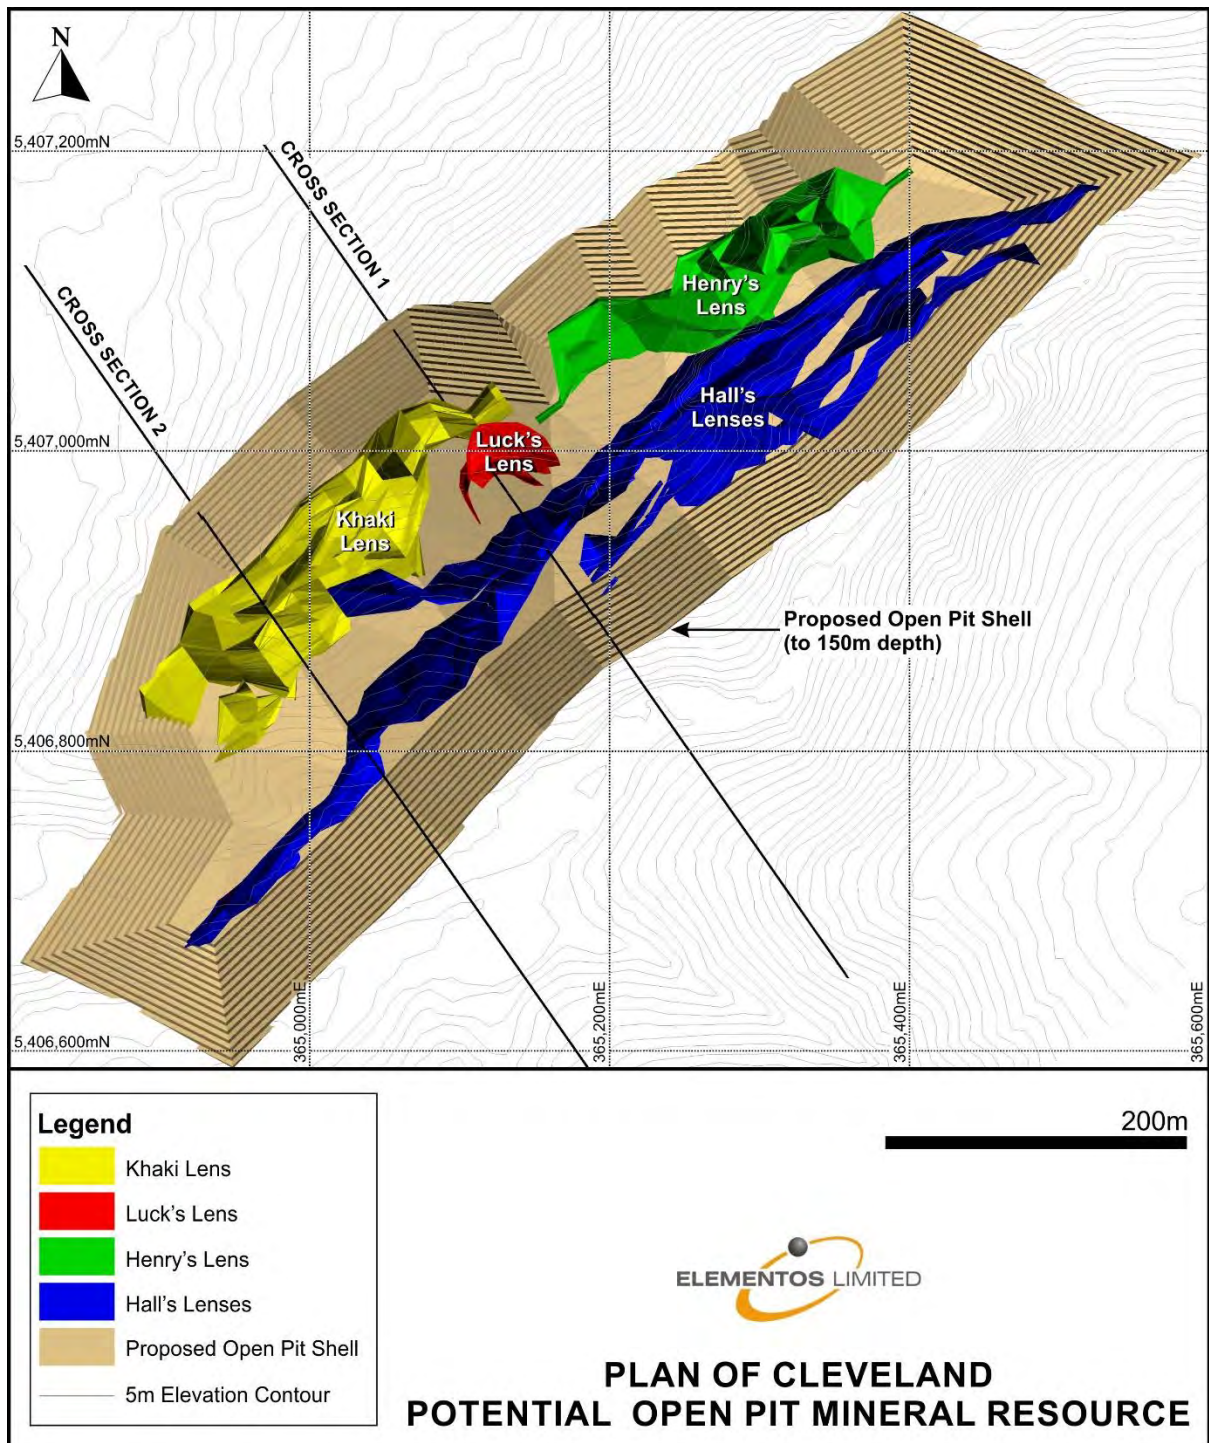 N
5,407,200mN
CROSS SECTION 1
CROSS SECTION 2
Henry's
Lens
Hall's
Lenses
5,407,000mN
Luck's
Lens
Khaki
Lens
Proposed Open Pit Shell
(to 150m depth)
5,406,800mN
365,000mE
365,200mE
365,400mE
365,600mE
5,406,600mN
Legend
Khaki Lens
Luck's Lens
Henry's Lens
Hall's Lenses
Proposed Open Pit Shell
5m Elevation Contour
200m
ELEMENTOS LIMITED
PLAN OF CLEVELAND
POTENTIAL OPEN PIT MINERAL RESOURCE